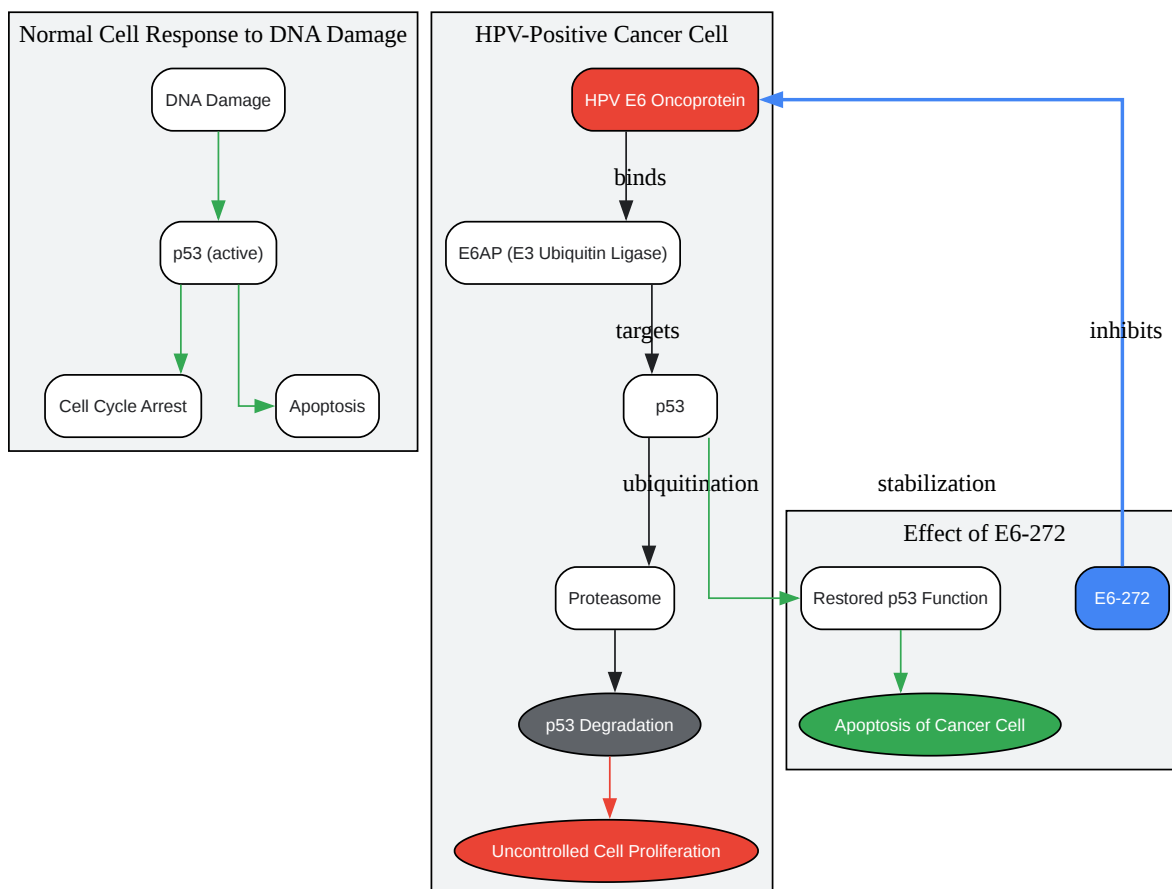 Normal Cell Response to DNA Damage
DNA Damage
p53 (active)
Cell Cycle Arrest
Apoptosis
HPV-Positive Cancer Cell
HPV E6 Oncoprotein
binds
E6AP (E3 Ubiquitin Ligase)
targets
p53
ubiquitination
Proteasome
p53 Degradation
Uncontrolled Cell Proliferation
inhibits
stabilization
Effect of E6-272
Restored p53 Function
E6-272
Apoptosis of Cancer Cell